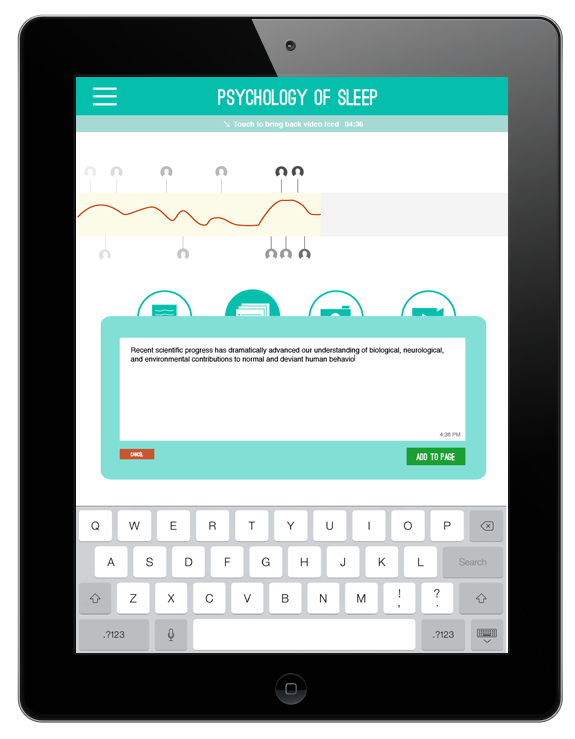 PSYCHOLOGY OF SLEEP
Touch to bring back video feed 04:36
Recent scientific progress has dramatically advanced our understanding of biological, neurological,
and environmental contributions to normal and deviant human behavio
4:36 PM
CANCEL
ADD TO PAGE
Q W E R T Y U I O P
A S D F G H J K L Search
Z X C V B N M ! , ? .
.?123 .?123